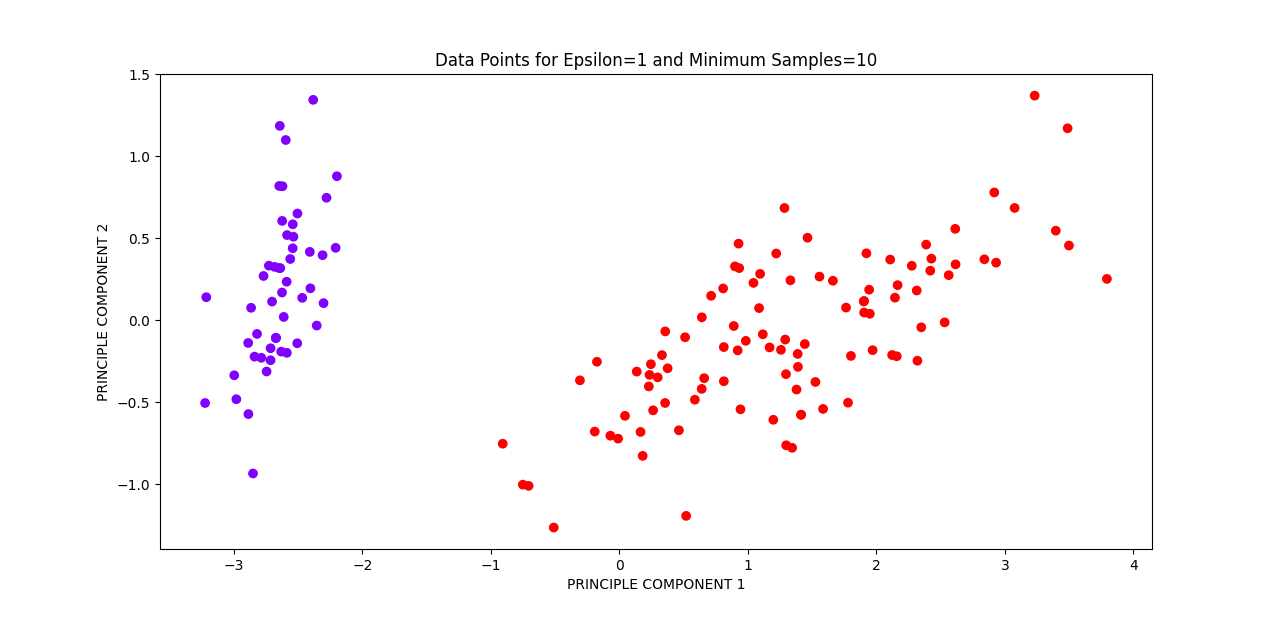 Data Points for Epsilon=1 and Minimum Samples=10
1.5
1.0
0.5
0.0
−0.5
−1.0
PRINCIPLE COMPONENT 2
−3 −2 −1 0 1 2 3 4
PRINCIPLE COMPONENT 1